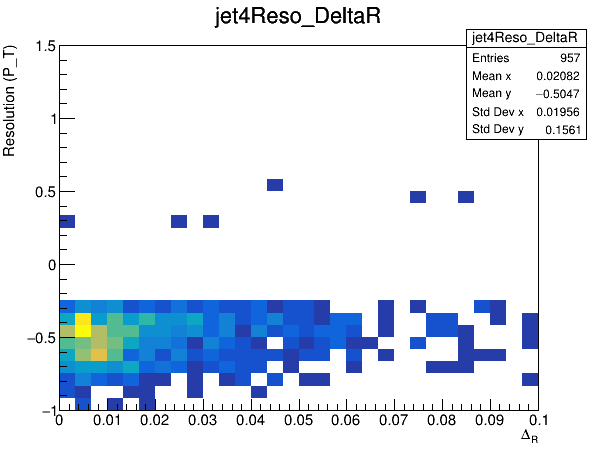 jet4Reso_DeltaR
jet4Reso_DeltaR
Entries 957
Mean x 0.02082
Mean y −0.5047
Std Dev x 0.01956
Std Dev y 0.1561
Resolution (P_T)
1.5
1
0.5
0
−0.5
−1
0 0.01 0.02 0.03 0.04 0.05 0.06 0.07 0.08 0.09 0.1
Δ_R